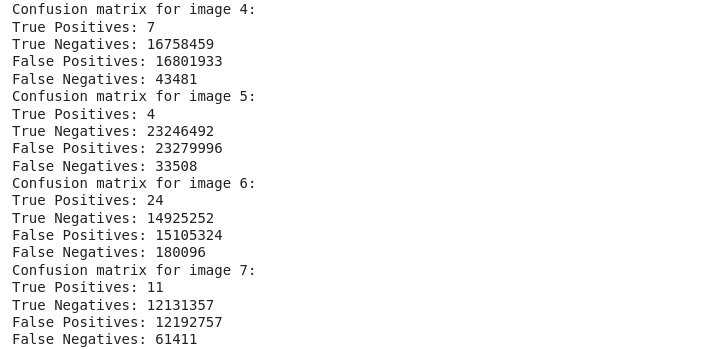 Confusion matrix for image 4:
True Positives: 7
True Negatives: 16758459
False Positives: 16801933
False Negatives: 43481
Confusion matrix for image 5:
True Positives: 4
True Negatives: 23246492
False Positives: 23279996
False Negatives: 33508
Confusion matrix for image 6:
True Positives: 24
True Negatives: 14925252
False Positives: 15105324
False Negatives: 180096
Confusion matrix for image 7:
True Positives: 11
True Negatives: 12131357
False Positives: 12192757
False Negatives: 61411